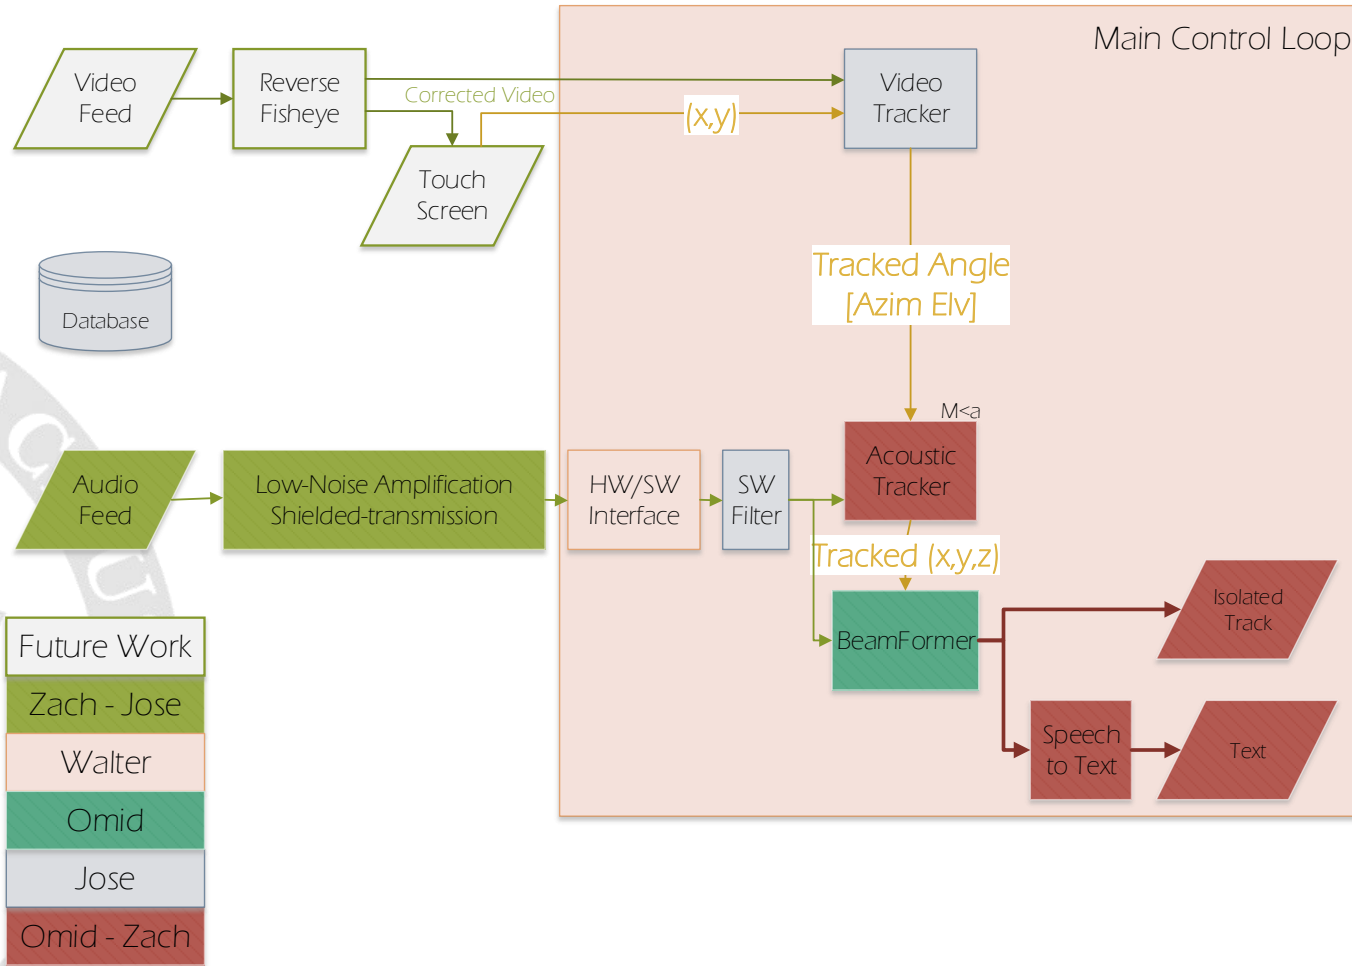 Main Control Loop
Video
Feed
Reverse
Fisheye
Corrected Video
(x,y)
Video
Tracker
Touch
Screen
Tracked Angle
[Azim Elv]
Database
M<a
Audio
Feed
Low-Noise Amplification
Shielded-transmission
HW/SW
Interface
SW
Filter
Acoustic
Tracker
Tracked (x,y,z)
BeamFormer
Isolated
Track
Speech
to Text
Text
Future Work
Zach - Jose
Walter
Omid
Jose
Omid - Zach